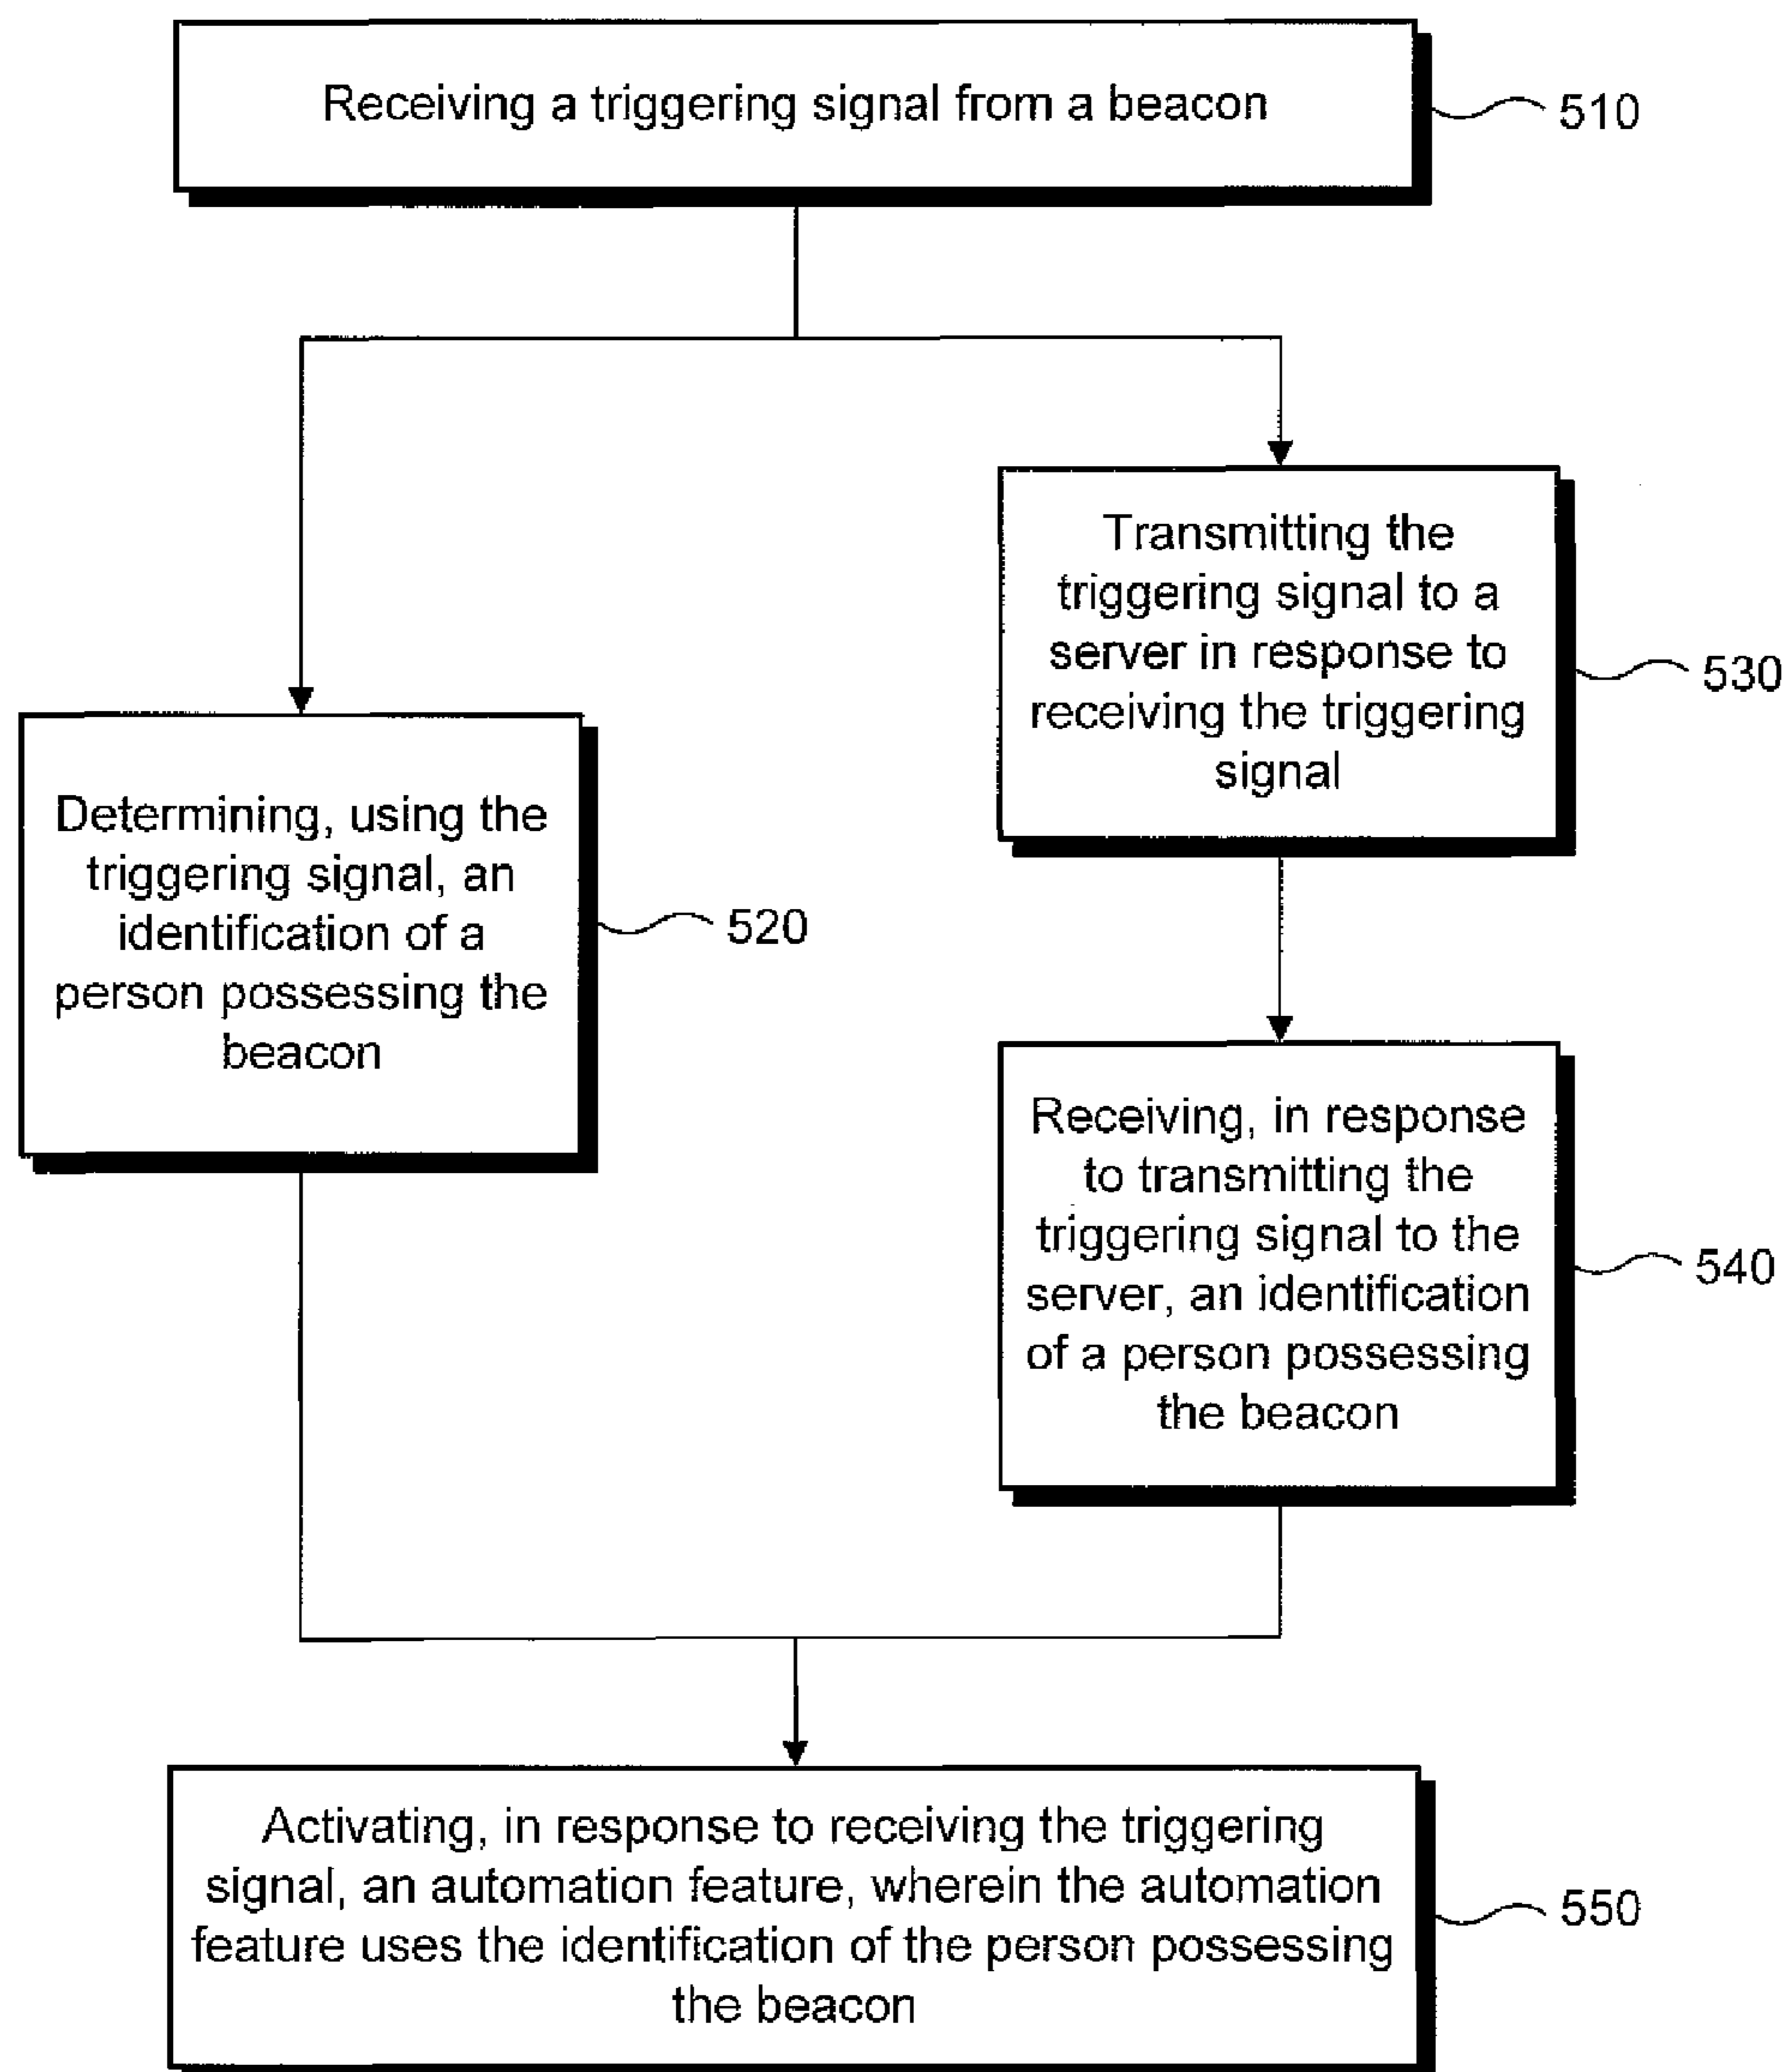 Receiving a triggering signal from a beacon
510
Transmitting the
triggering signal to a
server in response to
receiving the triggering
signal
530
Determining, using the
triggering signal, an
identification of a
person possessing the
beacon
520
Receiving, in response
to transmitting the
triggering signal to the
server, an identification
of a person possessing
the beacon
540
Activating, in response to receiving the triggering
signal, an automation feature, wherein the automation
feature uses the identification of the person possessing
the beacon
550